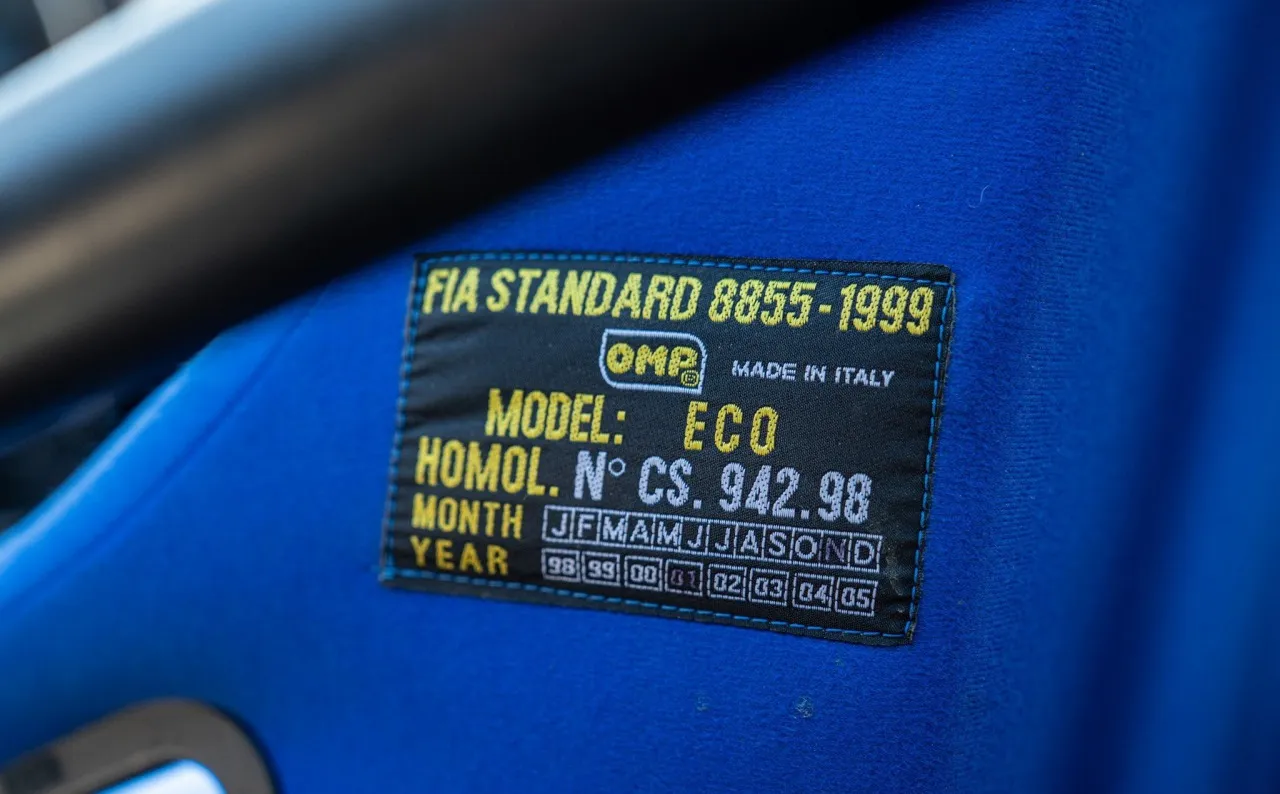 FIA STANDARD 8855-1999
OMP® MADE IN ITALY
MODEL: ECO
HOMOL. N° CS. 942.98
MONTH J F M A M J J A S O N D
YEAR 98 99 00 01 02 03 04 05